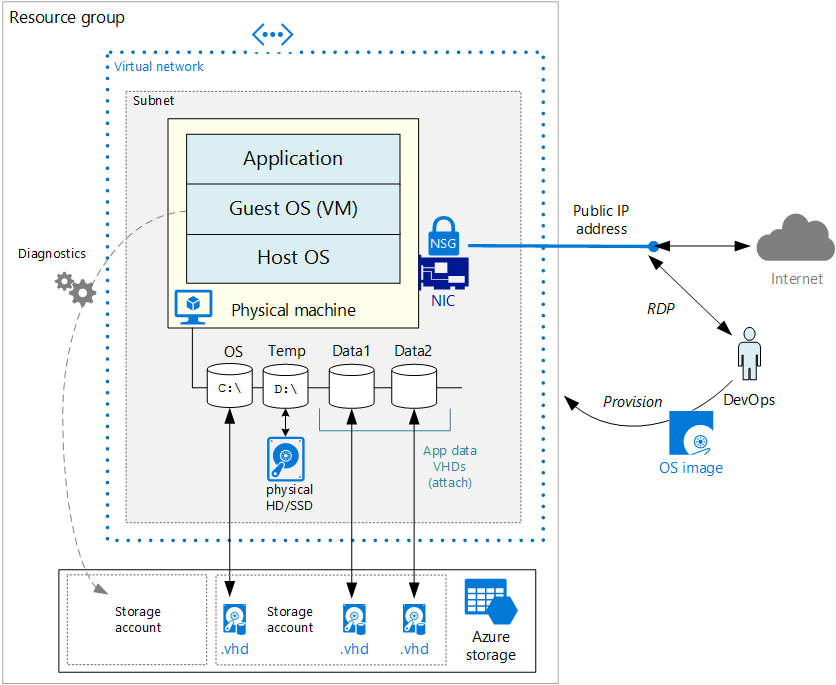 Resource group
Virtual network
Subnet
Application
Guest OS (VM)
Host OS
Physical machine
NSG
NIC
Public IP
address
Internet
RDP
DevOps
Provision
OS image
Diagnostics
OS
Temp
Data1
Data2
C:\
D:\
App data
VHDs
(attach)
physical
HD/SSD
Storage
account
Storage
account
.vhd
.vhd
.vhd
Azure
storage